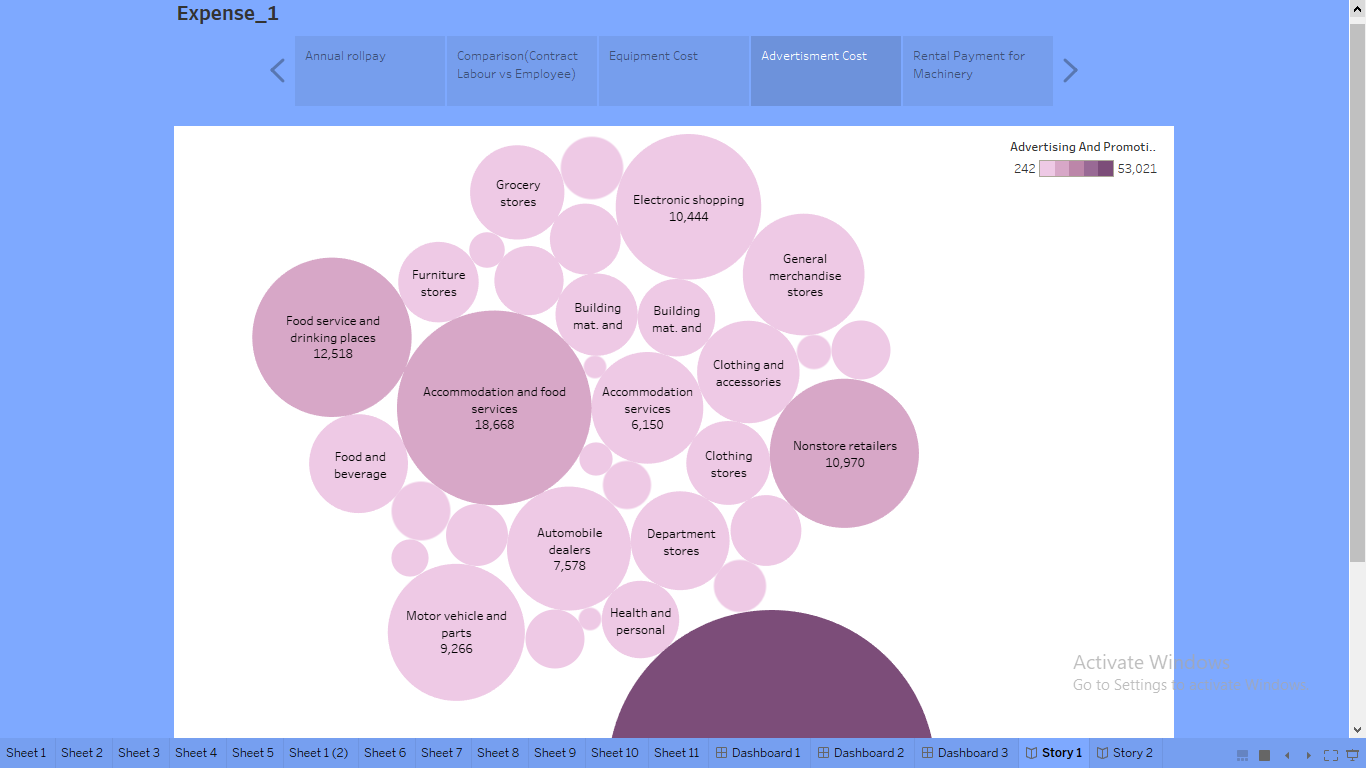 Expense_1
Annual rollpay
Comparison(Contract
Labour vs Employee)
Equipment Cost
Advertisment Cost
Rental Payment for
Machinery
Advertising And Promoti..
242
53,021
Grocery
stores
Electronic shopping
10,444
General
merchandise
stores
Furniture
stores
Building
mat. and
Building
mat. and
Food service and
drinking places
12,518
Clothing and
accessories
Accommodation and food
services
18,668
Accommodation
services
6,150
Nonstore retailers
10,970
Food and
beverage
Clothing
stores
Automobile
dealers
7,578
Department
stores
Motor vehicle and
parts
9,266
Health and
personal
Activate Windows
Go to Settings to activate Windows.
Sheet 1
Sheet 2
Sheet 3
Sheet 4
Sheet 5
Sheet 1 (2)
Sheet 6
Sheet 7
Sheet 8
Sheet 9
Sheet 10
Sheet 11
Dashboard 1
Dashboard 2
Dashboard 3
Story 1
Story 2